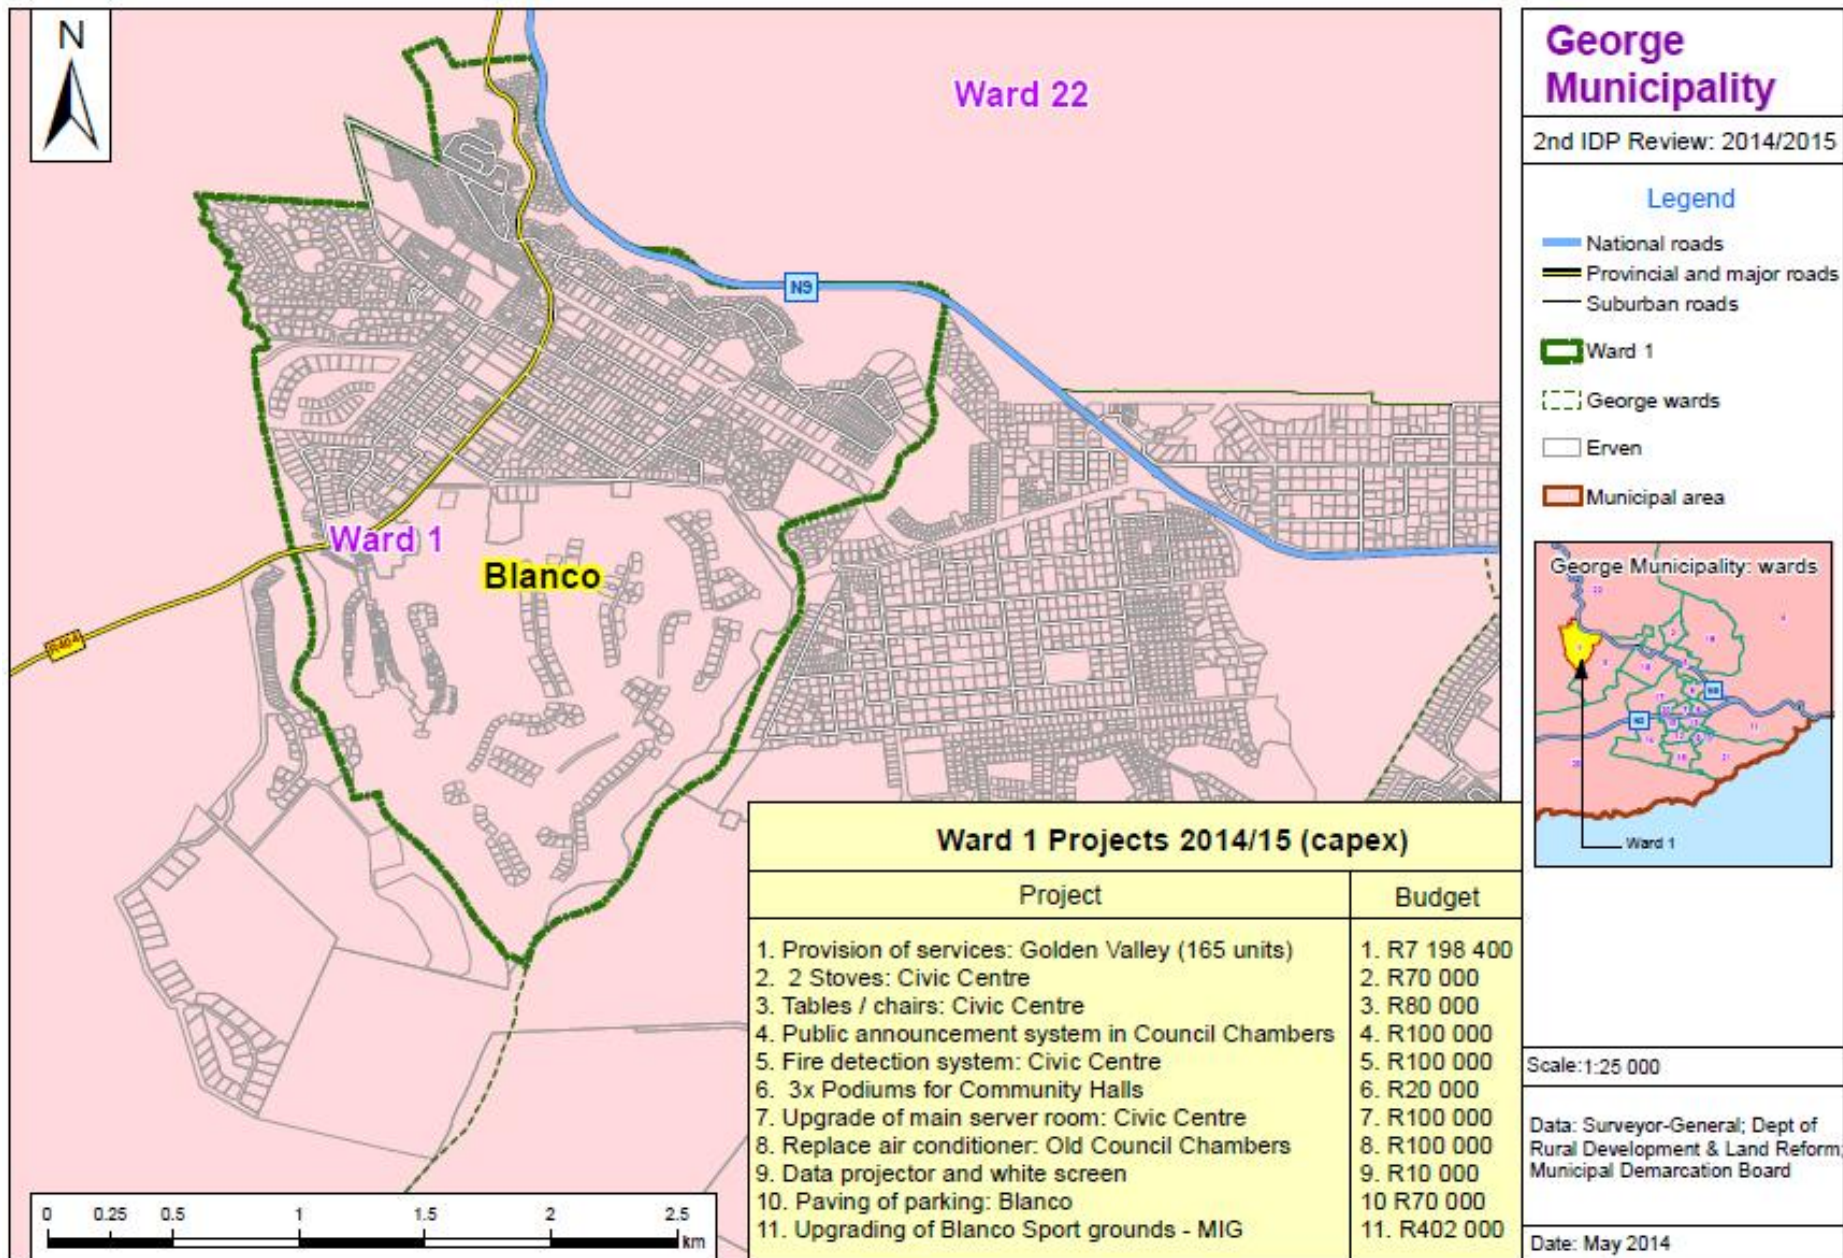 N
Ward 22
N9
Ward 1
Blanco
R404
George
Municipality
2nd IDP Review: 2014/2015
Legend
National roads
Provincial and major roads
Suburban roads
Ward 1
George wards
Erven
Municipal area
George Municipality: wards
N9
N2
Ward 1
Ward 1 Projects 2014/15 (capex)
Project Budget
1. Provision of services: Golden Valley (165 units) 1. R7 198 400
2. 2 Stoves: Civic Centre 2. R70 000
3. Tables / chairs: Civic Centre 3. R80 000
4. Public announcement system in Council Chambers 4. R100 000
5. Fire detection system: Civic Centre 5. R100 000
6. 3x Podiums for Community Halls 6. R20 000
7. Upgrade of main server room: Civic Centre 7. R100 000
8. Replace air conditioner: Old Council Chambers 8. R100 000
9. Data projector and white screen 9. R10 000
10. Paving of parking: Blanco 10 R70 000
11. Upgrading of Blanco Sport grounds - MIG 11. R402 000
0 0.25 0.5 1 1.5 2 2.5
km
Scale:1:25 000
Data: Surveyor-General; Dept of
Rural Development & Land Reform;
Municipal Demarcation Board
Date: May 2014